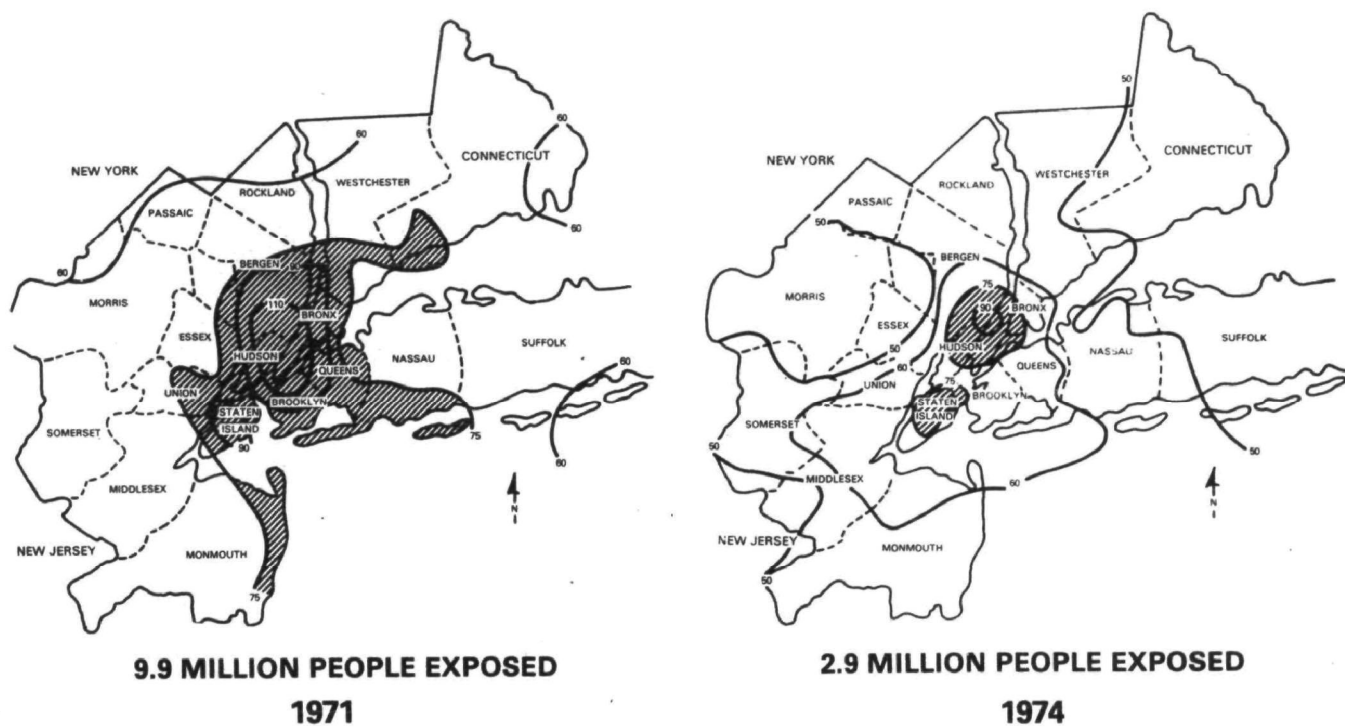 60
60
NEW YORK
CONNECTICUT
ROCKLAND
WESTCHESTER
PASSAIC
60
60
BERGEN
MORRIS
110
BRONX
ESSEX
SUFFOLK
HUDSON
NASSAU
60
QUEENS
UNION
BROOKLYN
STATEN
ISLAND
75
SOMERSET
90
60
MIDDLESEX
N
NEW JERSEY
MONMOUTH
75
9.9 MILLION PEOPLE EXPOSED
1971
50
NEW YORK
CONNECTICUT
WESTCHESTER
ROCKLAND
PASSAIC
50
BERGEN
75
MORRIS
90
BRONX
ESSEX
SUFFOLK
HUDSON
50
NASSAU
QUEENS
60
75
UNION
BROOKLYN
STATEN
ISLAND
SOMERSET
50
50
MIDDLESEX
60
N
NEW JERSEY
MONMOUTH
50
2.9 MILLION PEOPLE EXPOSED
1974